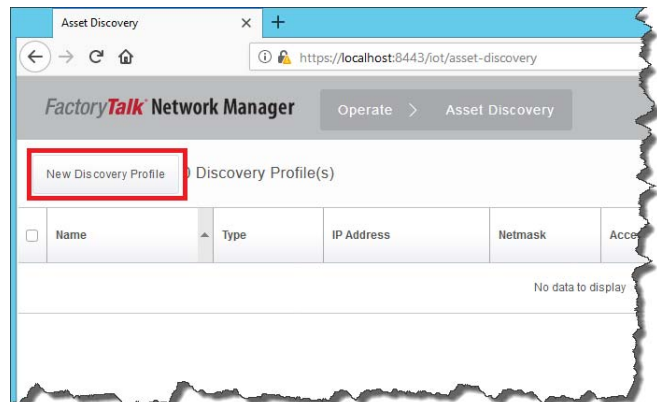 Asset Discovery
https://localhost:8443/iot/asset-discovery
FactoryTalk Network Manager Operate > Asset Discovery
New Discovery Profile 0 Discovery Profile(s)
Name Type IP Address Netmask
No data to display